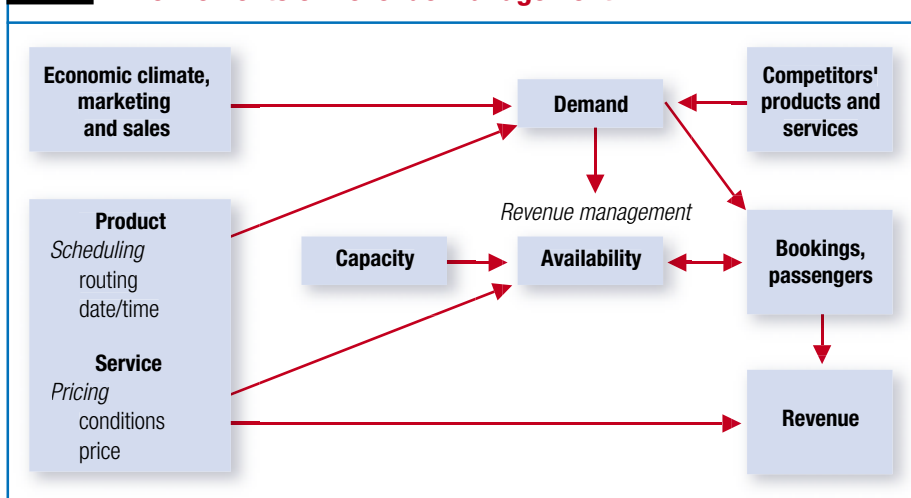 Economic climate,
marketing
and sales
Demand
Competitors'
products and
services
Product
Scheduling
routing
date/time
Service
Pricing
conditions
price
Revenue management
Capacity
Availability
Bookings,
passengers
Revenue